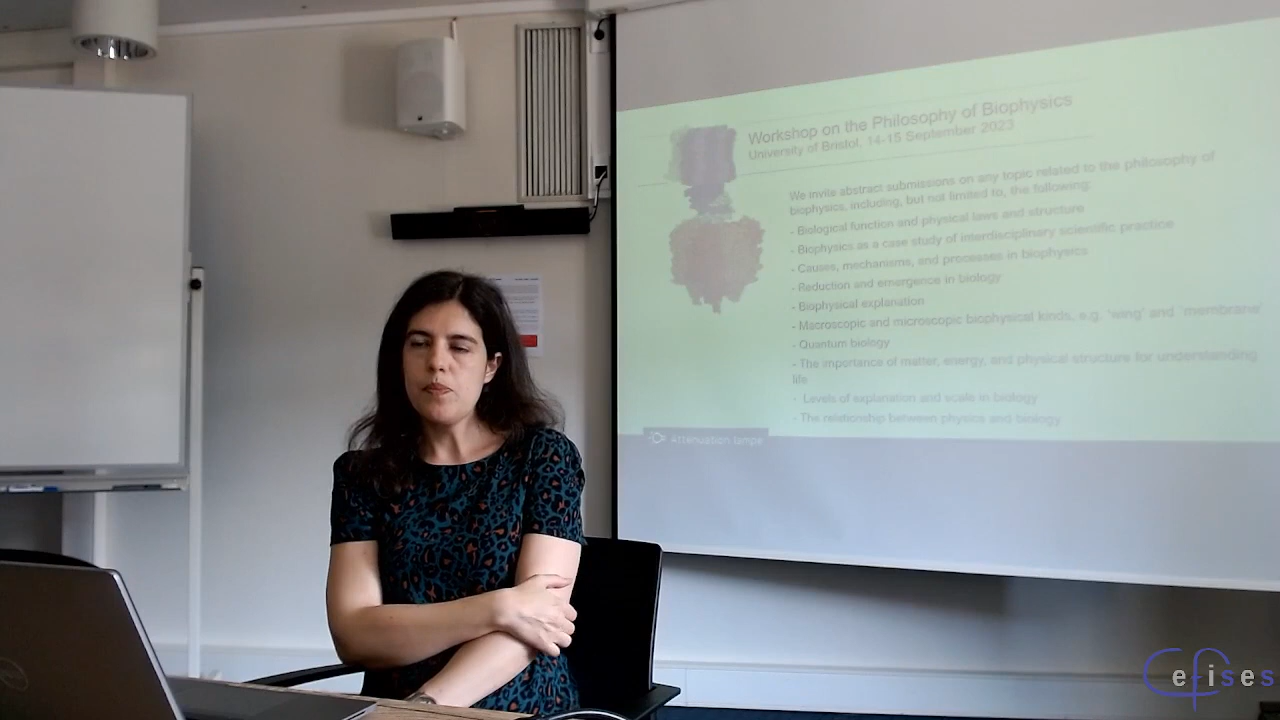 Workshop on the Philosophy of Biophysics
University of Bristol, 14-15 September 2023
We invite abstract submissions on any topic related to the philosophy of
biophysics, including, but not limited to, the following:
- Biological function and physical laws and structure
- Biophysics as a case study of interdisciplinary scientific practice
- Causes, mechanisms, and processes in biophysics
- Reduction and emergence in biology
- Biophysical explanation
- Macroscopic and microscopic biophysical kinds, e.g. 'wing' and 'membrane'
- Quantum biology
- The importance of matter, energy, and physical structure for understanding
life
- Levels of explanation and scale in biology
- The relationship between physics and biology
Atténuation lampe
Cefises